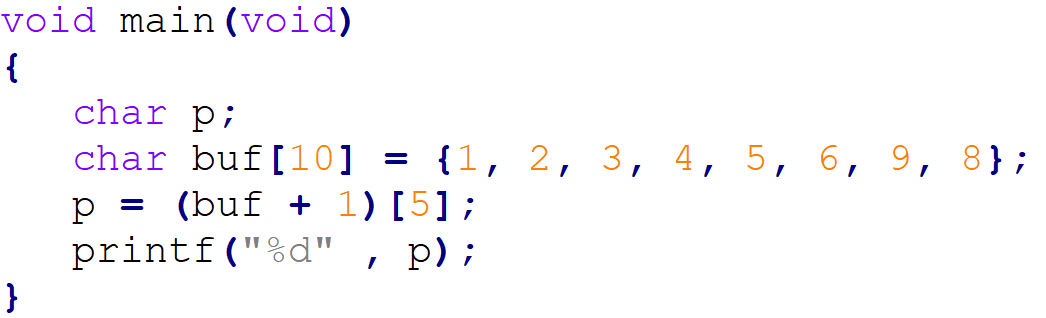 void main(void)
{
   char p;
   char buf[10] = {1, 2, 3, 4, 5, 6, 9, 8};
   p = (buf + 1)[5];
   printf("%d" , p);
}